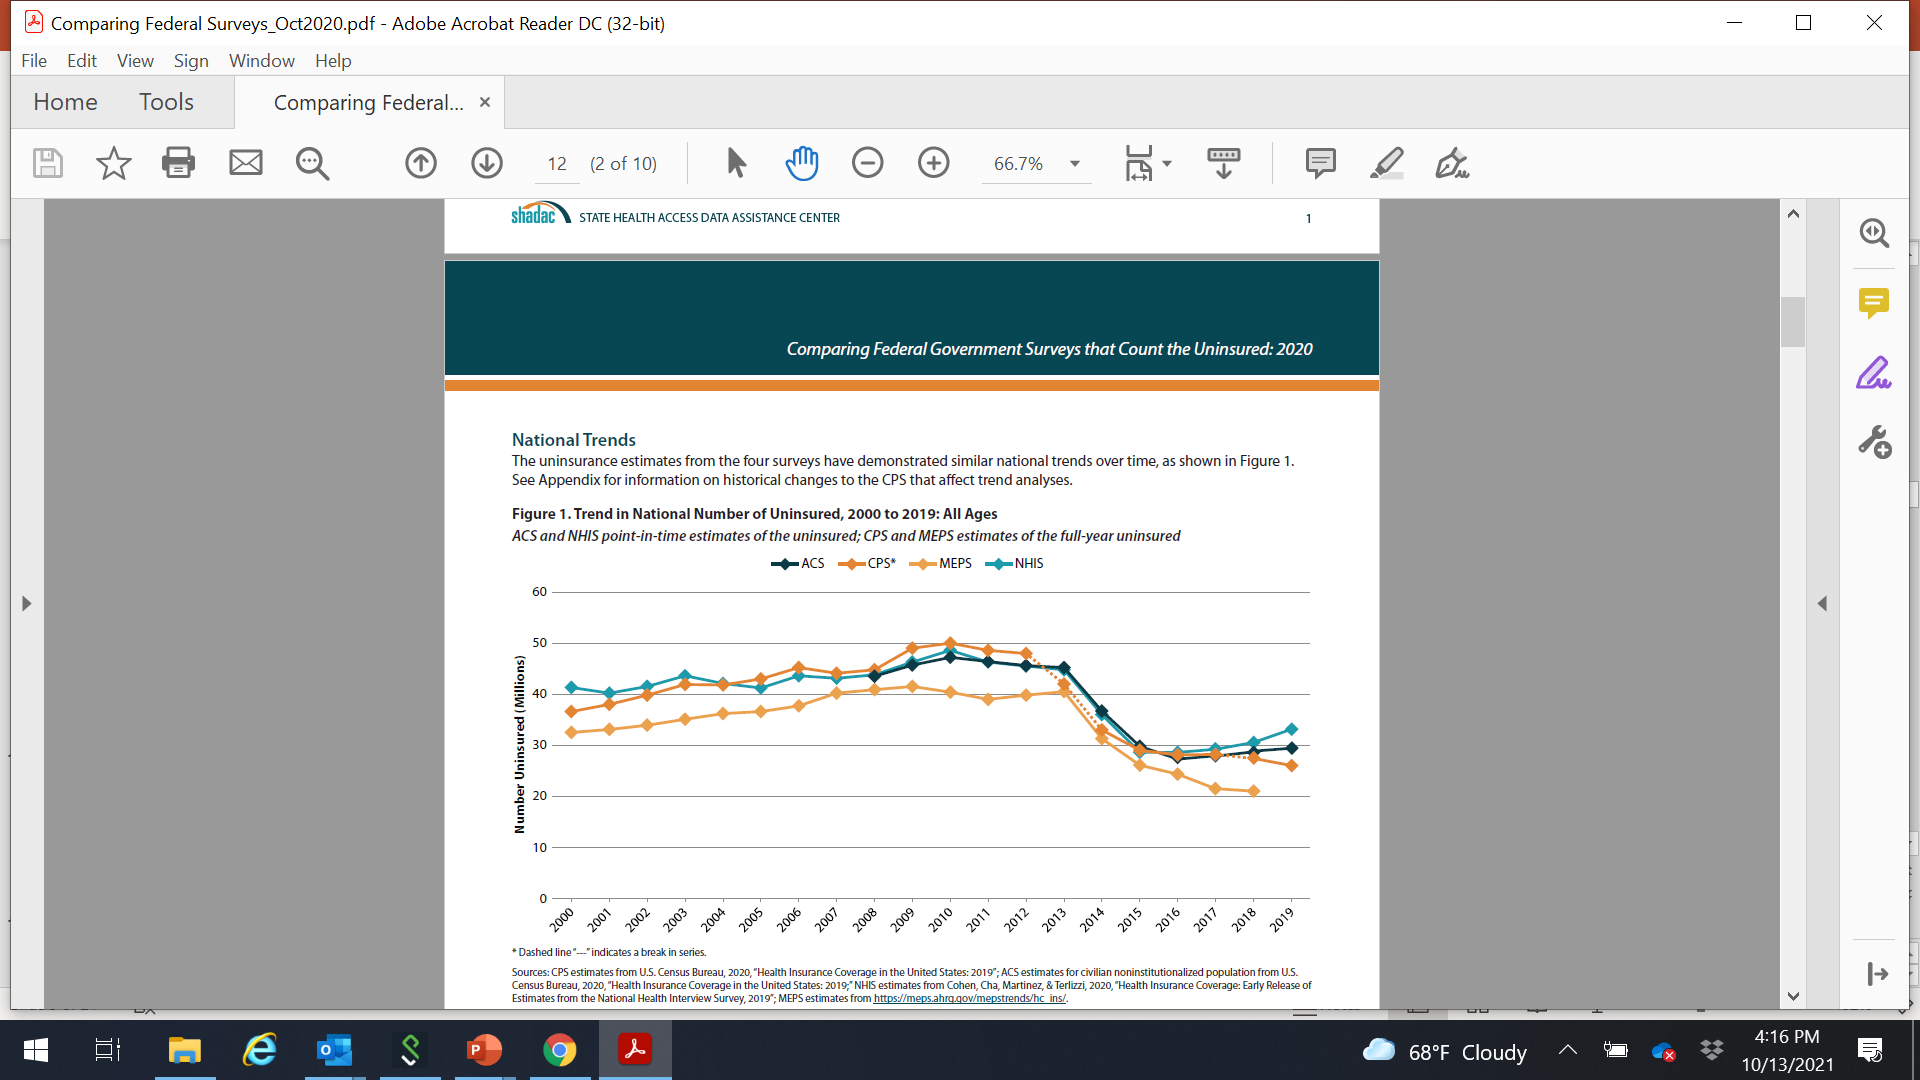 Comparing Federal Surveys_Oct2020.pdf - Adobe Acrobat Reader DC (32-bit)
File Edit View Sign Window Help
Home Tools Comparing Federal... ×
12 (2 of 10) 66.7%
shadac STATE HEALTH ACCESS DATA ASSISTANCE CENTER 1
Comparing Federal Government Surveys that Count the Uninsured: 2020
National Trends
The uninsurance estimates from the four surveys have demonstrated similar national trends over time, as shown in Figure 1.
See Appendix for information on historical changes to the CPS that affect trend analyses.
Figure 1. Trend in National Number of Uninsured, 2000 to 2019: All Ages
ACS and NHIS point-in-time estimates of the uninsured; CPS and MEPS estimates of the full-year uninsured
ACS CPS* MEPS NHIS
Number Uninsured (Millions)
60
50
40
30
20
10
0
2000 2001 2002 2003 2004 2005 2006 2007 2008 2009 2010 2011 2012 2013 2014 2015 2016 2017 2018 2019
* Dashed line "---" indicates a break in series.
Sources: CPS estimates from U.S. Census Bureau, 2020, "Health Insurance Coverage in the United States: 2019"; ACS estimates for civilian noninstitutionalized population from U.S.
Census Bureau, 2020, "Health Insurance Coverage in the United States: 2019;" NHIS estimates from Cohen, Cha, Martinez, & Terlizzi, 2020, "Health Insurance Coverage: Early Release of
Estimates from the National Health Interview Survey, 2019"; MEPS estimates from https://meps.ahrq.gov/mepstrends/hc_ins/.
68°F Cloudy
4:16 PM
10/13/2021